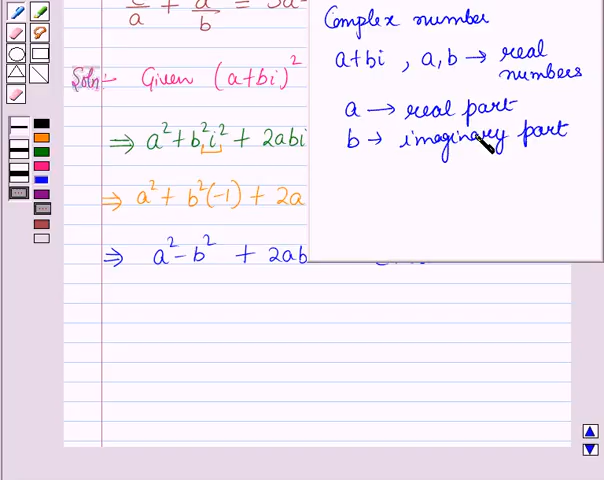 a + b = 3a
Soln:- Given (a+bi)²
⇒ a² + b²i² + 2abi
⇒ a² + b²(-1) + 2a
⇒ a² - b² + 2ab
Complex number
a+bi , a,b → real
numbers
a → real part
b → imaginary part